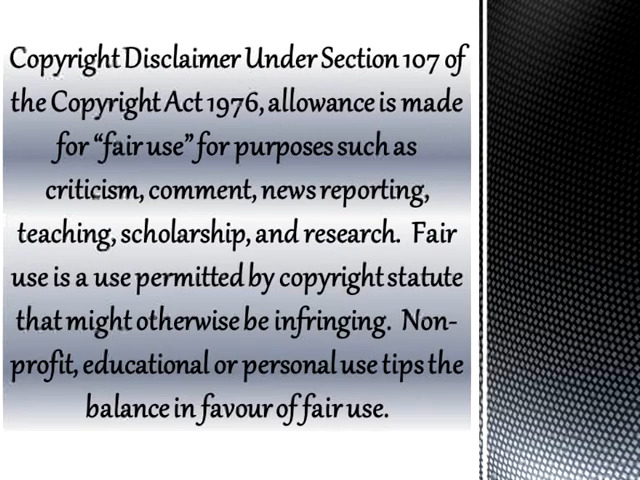 Copyright Disclaimer Under Section 107 of
the Copyright Act 1976, allowance is made
for “fair use” for purposes such as
criticism, comment, news reporting,
teaching, scholarship, and research.  Fair
use is a use permitted by copyright statute
that might otherwise be infringing.  Non-
profit, educational or personal use tips the
balance in favour of fair use.